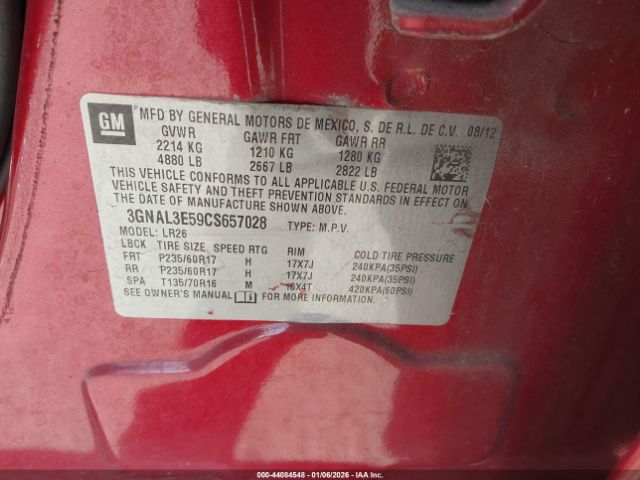 GM
MFD BY GENERAL MOTORS DE MEXICO, S. DE R.L. DE C.V. 08/12
GVWR GAWR FRT GAWR RR
2214 KG 1210 KG 1280 KG
4880 LB 2667 LB 2822 LB
THIS VEHICLE CONFORMS TO ALL APPLICABLE U.S. FEDERAL MOTOR
VEHICLE SAFETY AND THEFT PREVENTION STANDARDS IN EFFECT ON
THE DATE OF MANUFACTURE SHOWN ABOVE.
3GNAL3E59CS657028 TYPE: M.P.V.
MODEL: LR26
LBCK TIRE SIZE SPEED RTG RIM COLD TIRE PRESSURE
FRT P235/60R17 H 17X7J 240KPA(35PSI)
RR P235/60R17 H 17X7J 240KPA(35PSI)
SPA T135/70R16 M 16X4T 420KPA(60PSI)
SEE OWNER'S MANUAL FOR MORE INFORMATION.
000-44084548 - 01/06/2026 - IAA Inc.